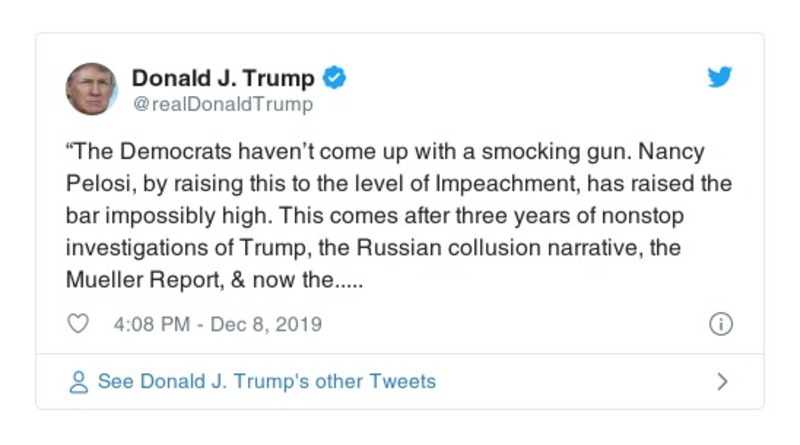 Donald J. Trump
@realDonaldTrump
“The Democrats haven’t come up with a smocking gun. Nancy
Pelosi, by raising this to the level of Impeachment, has raised the
bar impossibly high. This comes after three years of nonstop
investigations of Trump, the Russian collusion narrative, the
Mueller Report, & now the.....
4:08 PM - Dec 8, 2019
See Donald J. Trump's other Tweets